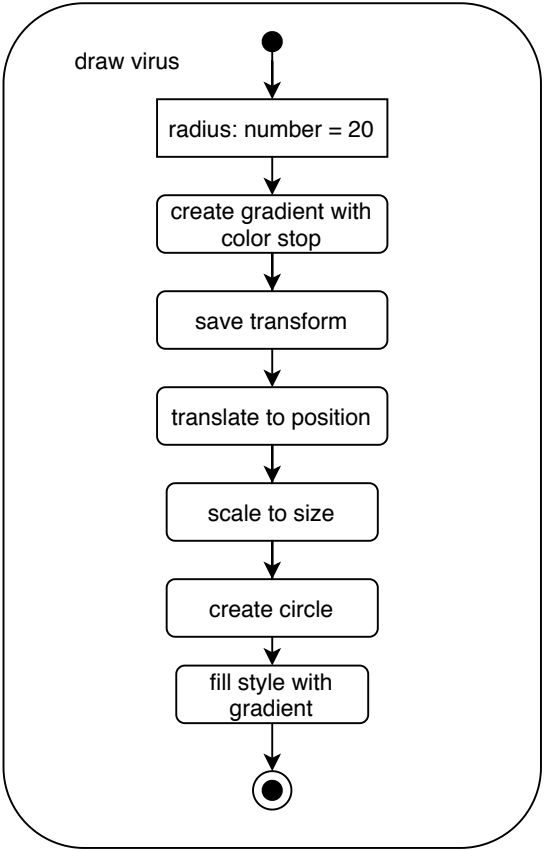 draw virus
radius: number = 20
create gradient with
color stop
save transform
translate to position
scale to size
create circle
fill style with
gradient